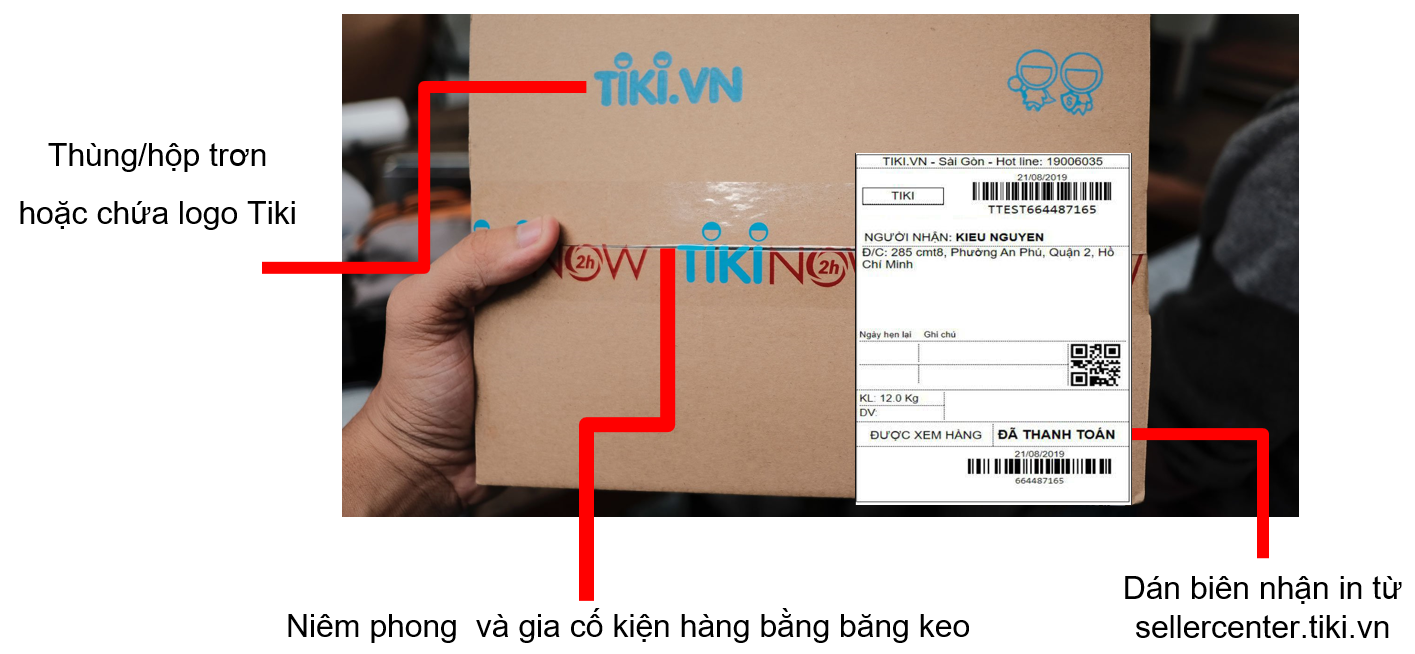 TIKI.VN
Thùng/hộp trơn
hoặc chứa logo Tiki
TIKI.VN - Sài Gòn - Hot line: 19006035
21/08/2019
TIKI
TTEST664487165
NGƯỜI NHẬN: KIEU NGUYEN
Đ/C: 285 cmt8, Phường An Phú, Quận 2, Hồ
Chí Minh
NOW 2h TIKINOW 2h
Ngày hẹn lại Ghi chú
KL: 12.0 Kg
DV:
ĐƯỢC XEM HÀNG ĐÃ THANH TOÁN
21/08/2019
664487165
Niêm phong và gia cố kiện hàng bằng băng keo
Dán biên nhận in từ
sellercenter.tiki.vn